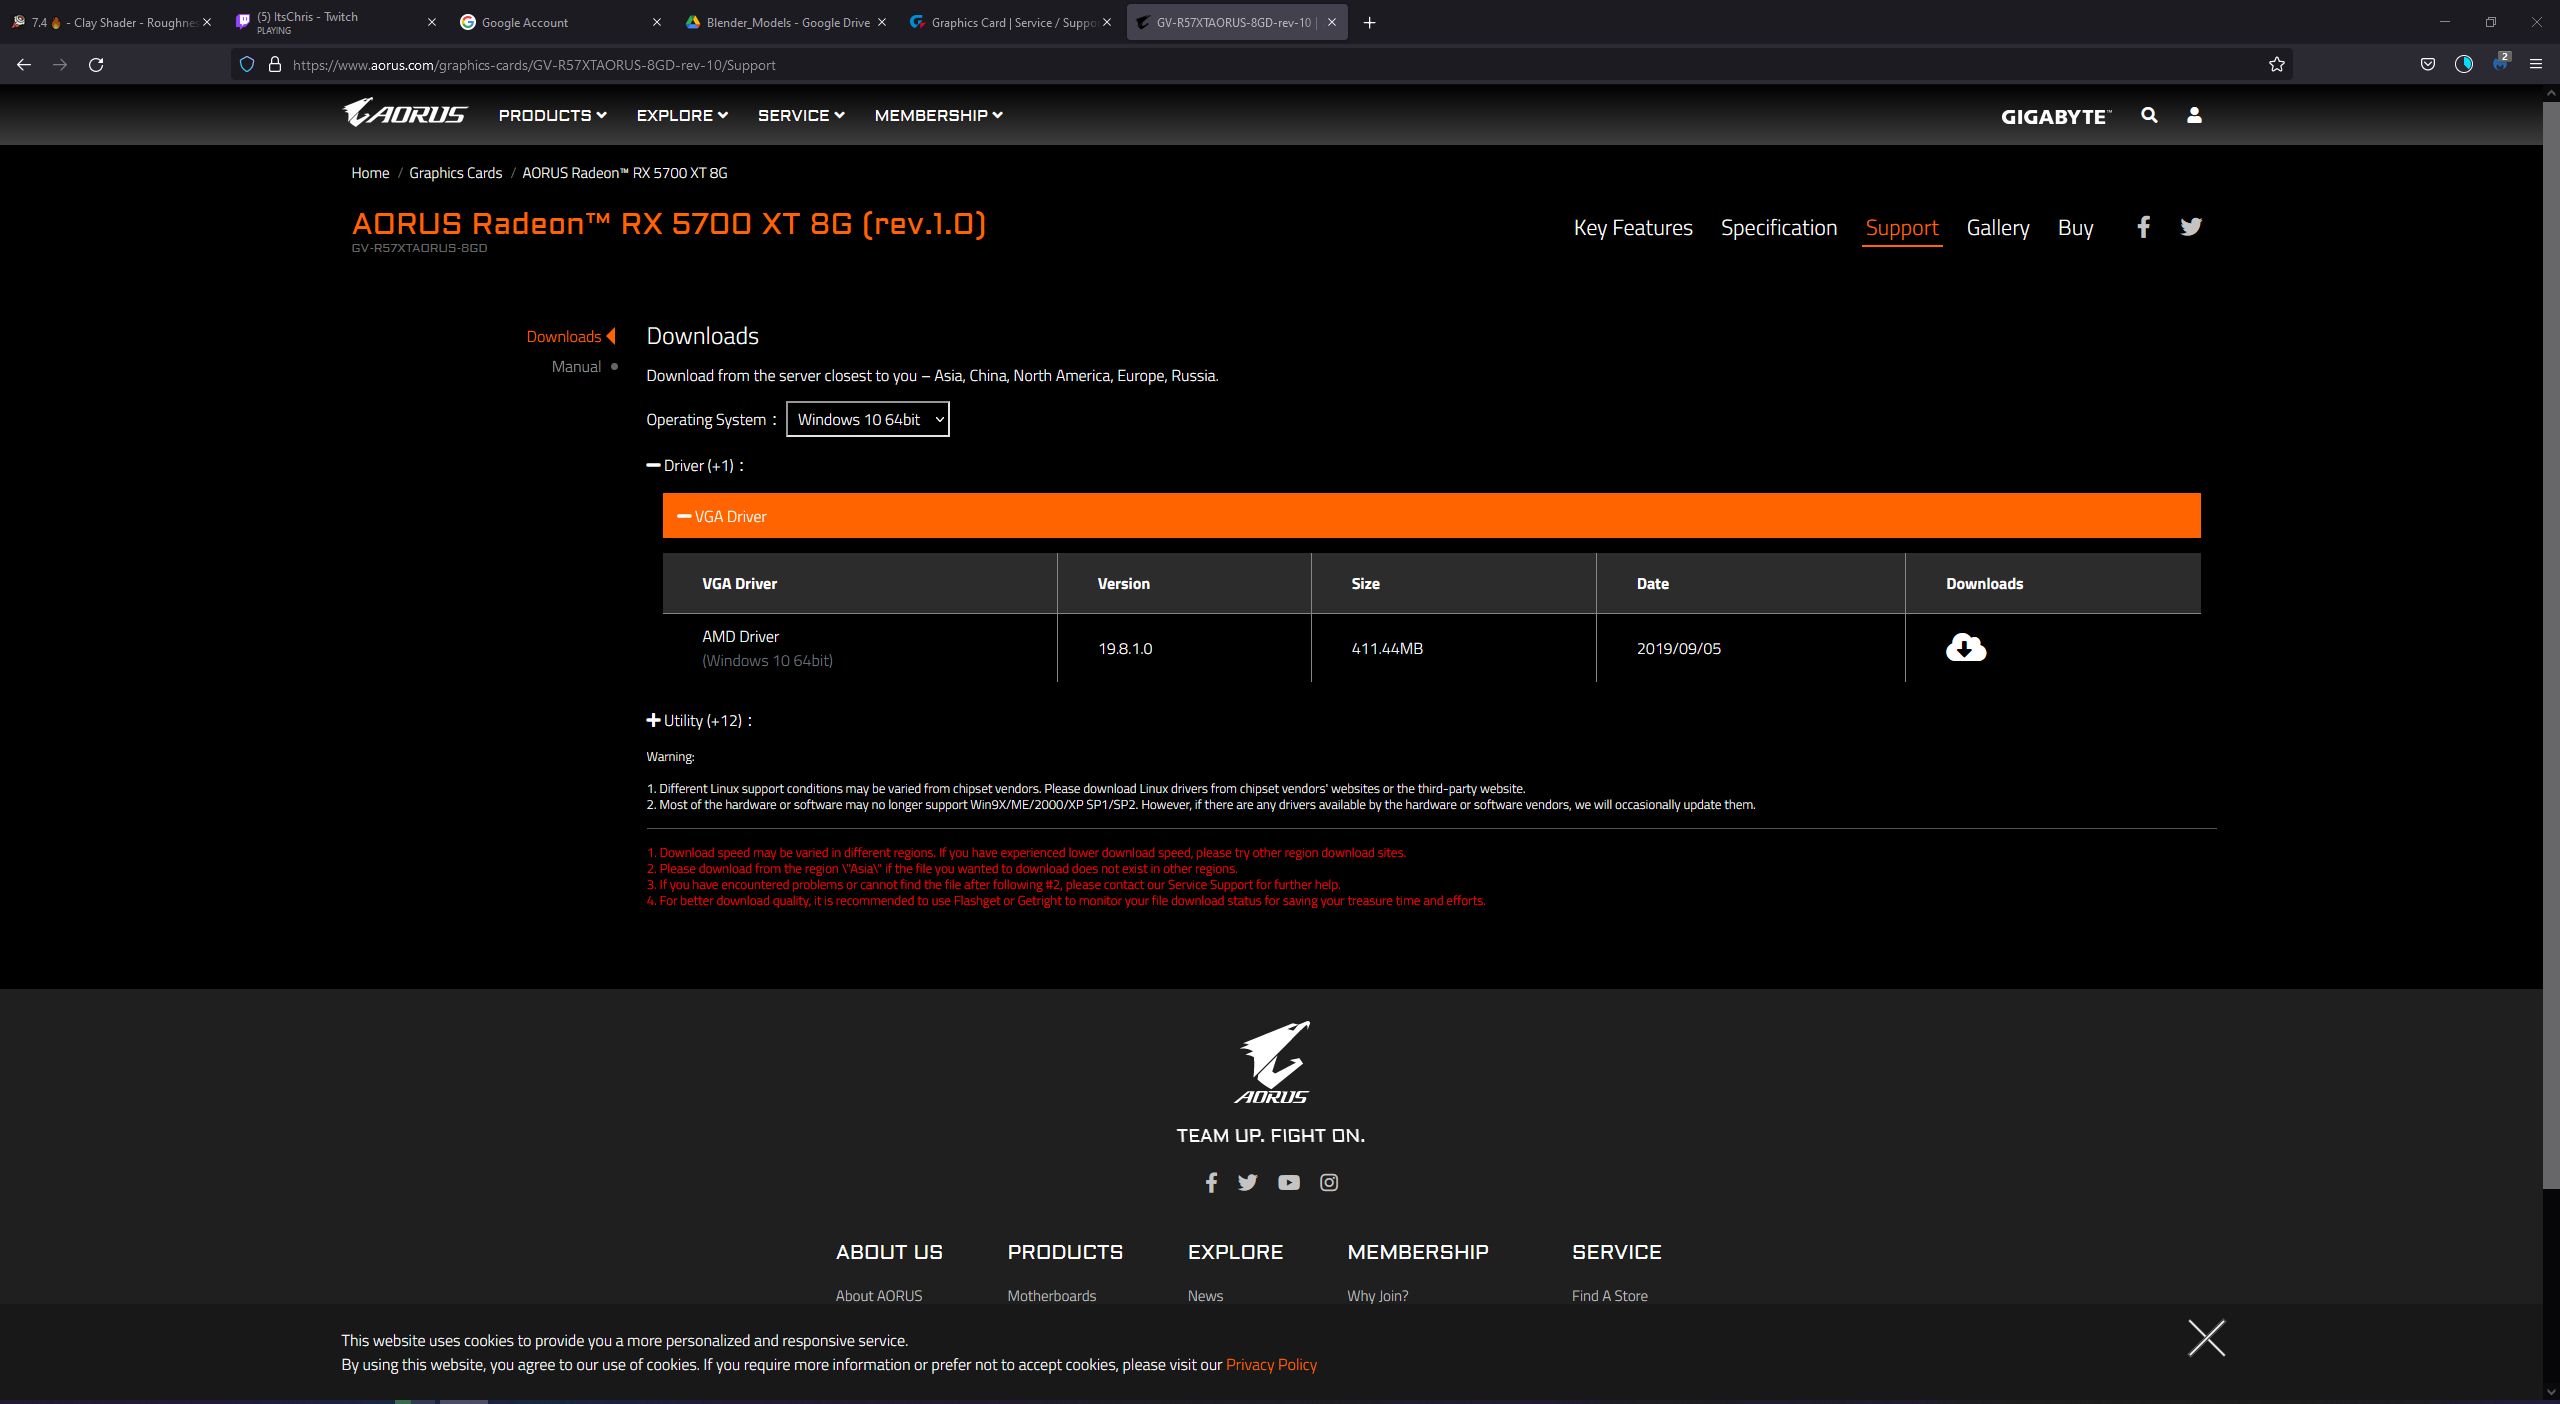 7.4 🔥 - Clay Shader - Roughnes
(5) ItsChris - Twitch
PLAYING
Google Account
Blender_Models - Google Drive
Graphics Card | Service / Suppo
GV-R57XTAORUS-8GD-rev-10 |
https://www.aorus.com/graphics-cards/GV-R57XTAORUS-8GD-rev-10/Support
2
AORUS
PRODUCTS
EXPLORE
SERVICE
MEMBERSHIP
GIGABYTE™
Home / Graphics Cards / AORUS Radeon™ RX 5700 XT 8G
AORUS Radeon™ RX 5700 XT 8G (rev.1.0)
GV-R57XTAORUS-8GD
Key Features
Specification
Support
Gallery
Buy
Downloads
Manual
Downloads
Download from the server closest to you – Asia, China, North America, Europe, Russia.
Operating System : Windows 10 64bit
Driver (+1) :
VGA Driver
VGA Driver Version Size Date Downloads
AMD Driver
(Windows 10 64bit)
19.8.1.0 411.44MB 2019/09/05
Utility (+12) :
Warning:
1. Different Linux support conditions may be varied from chipset vendors. Please download Linux drivers from chipset vendors' websites or the third-party website.
2. Most of the hardware or software may no longer support Win9X/ME/2000/XP SP1/SP2. However, if there are any drivers available by the hardware or software vendors, we will occasionally update them.
1. Download speed may be varied in different regions. If you have experienced lower download speed, please try other region download sites.
2. Please download from the region \"Asia\" if the file you wanted to download does not exist in other regions.
3. If you have encountered problems or cannot find the file after following #2, please contact our Service Support for further help.
4. For better download quality, it is recommended to use Flashget or Getright to monitor your file download status for saving your treasure time and efforts.
AORUS
TEAM UP. FIGHT ON.
ABOUT US PRODUCTS EXPLORE MEMBERSHIP SERVICE
About AORUS Motherboards News Why Join? Find A Store
This website uses cookies to provide you a more personalized and responsive service.
By using this website, you agree to our use of cookies. If you require more information or prefer not to accept cookies, please visit our Privacy Policy